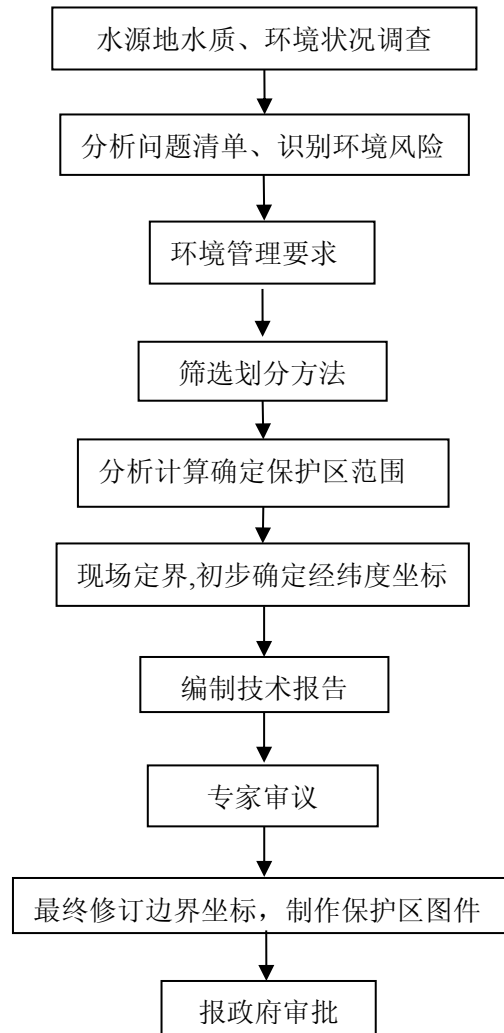 水源地水质、环境状况调查
分析问题清单、识别环境风险
环境管理要求
筛选划分方法
分析计算确定保护区范围
现场定界,初步确定经纬度坐标
编制技术报告
专家审议
最终修订边界坐标，制作保护区图件
报政府审批